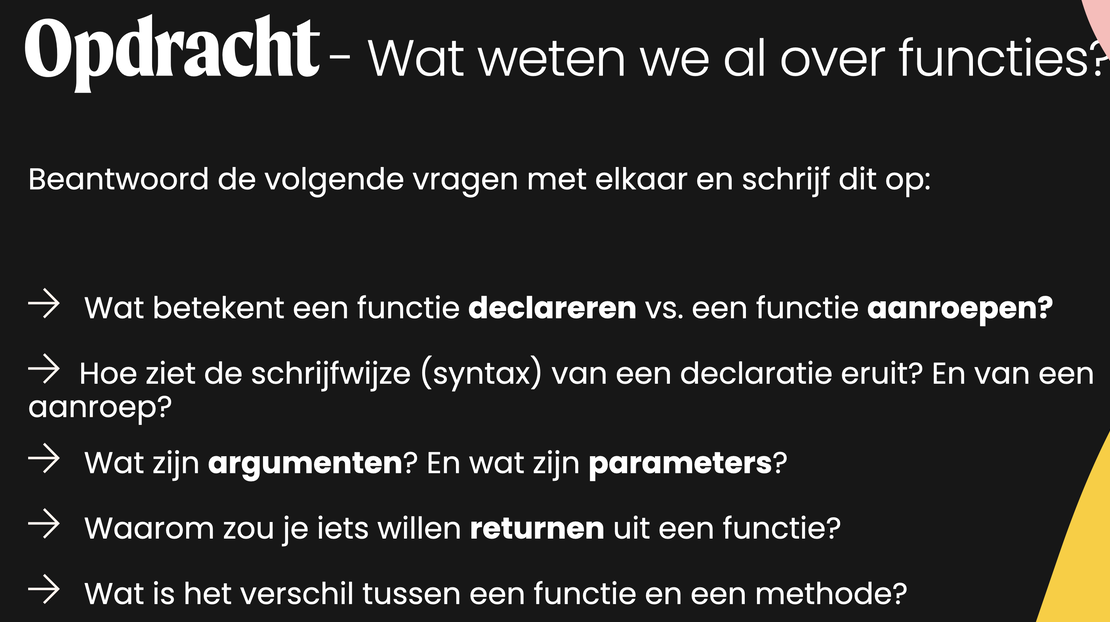 Opdracht - Wat weten we al over functies?
Beantwoord de volgende vragen met elkaar en schrijf dit op:
→ Wat betekent een functie declareren vs. een functie aanroepen?
→ Hoe ziet de schrijfwijze (syntax) van een declaratie eruit? En van een
aanroep?
→ Wat zijn argumenten? En wat zijn parameters?
→ Waarom zou je iets willen returnen uit een functie?
→ Wat is het verschil tussen een functie en een methode?